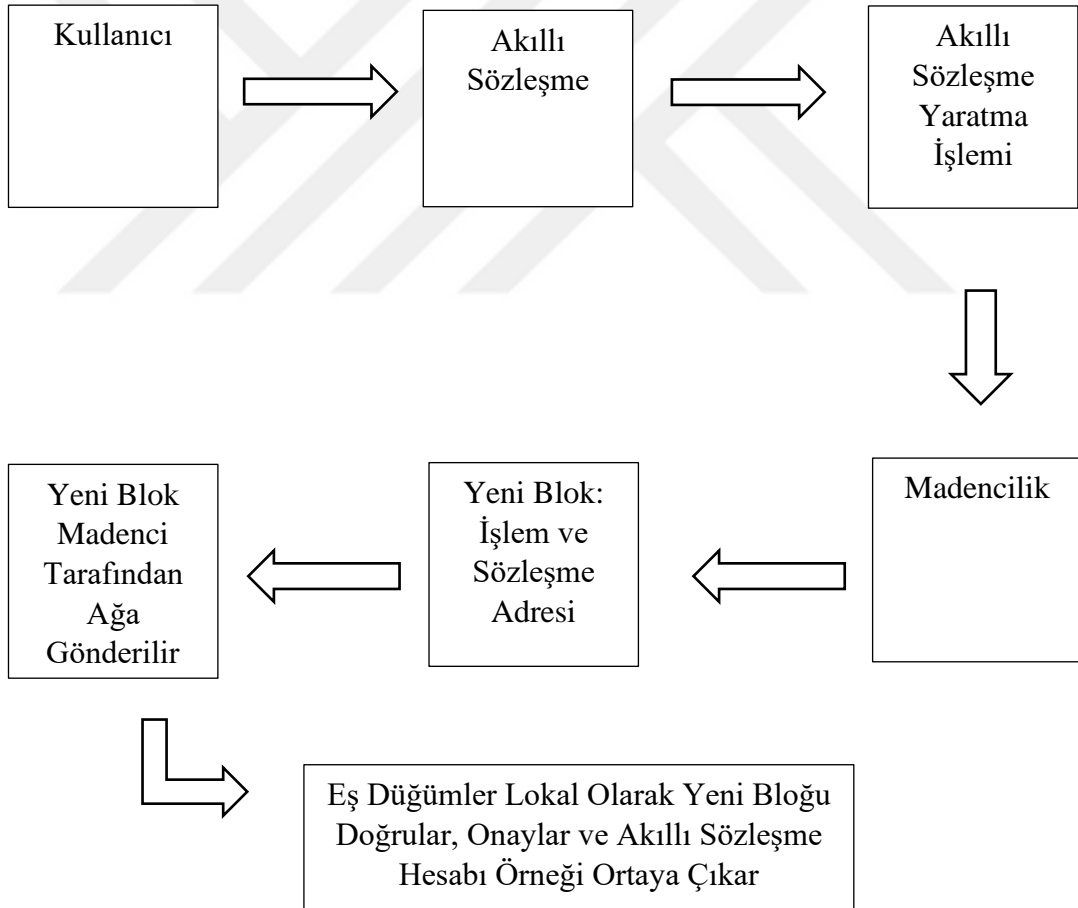 Kullanıcı
Akıllı
Sözleşme
Akıllı
Sözleşme
Yaratma
İşlemi
Madencilik
Yeni Blok:
İşlem ve
Sözleşme
Adresi
Yeni Blok
Madenci
Tarafından
Ağa
Gönderilir
Eş Düğümler Lokal Olarak Yeni Bloğu
Doğrular, Onaylar ve Akıllı Sözleşme
Hesabı Örneği Ortaya Çıkar